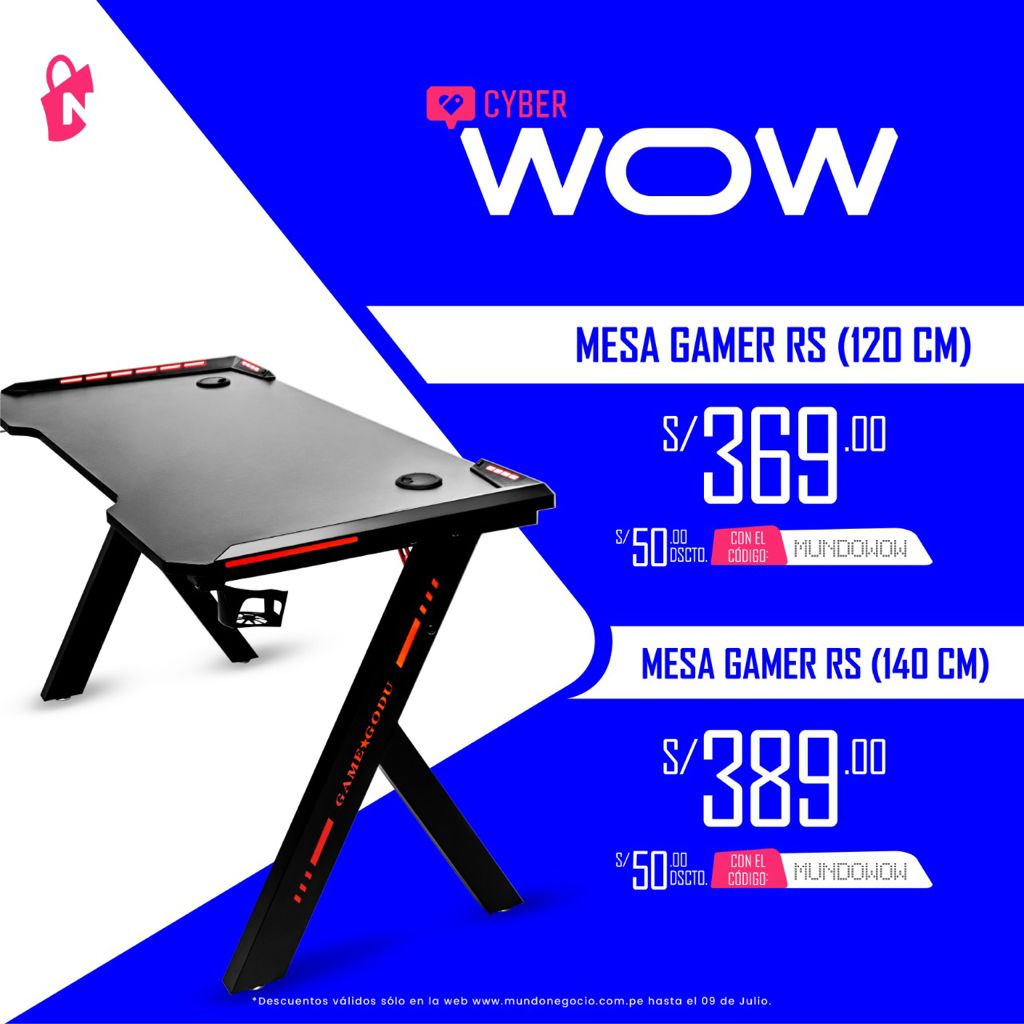 N
CYBER
WOW
MESA GAMER RS (120 CM)
S/369.00
S/50.00 DSCTO. CON EL CÓDIGO: MUNDOWOW
MESA GAMER RS (140 CM)
S/389.00
S/50.00 DSCTO. CON EL CÓDIGO: MUNDOWOW
GAME★GODU
*Descuentos válidos sólo en la web www.mundonegocio.com.pe hasta el 09 de Julio.